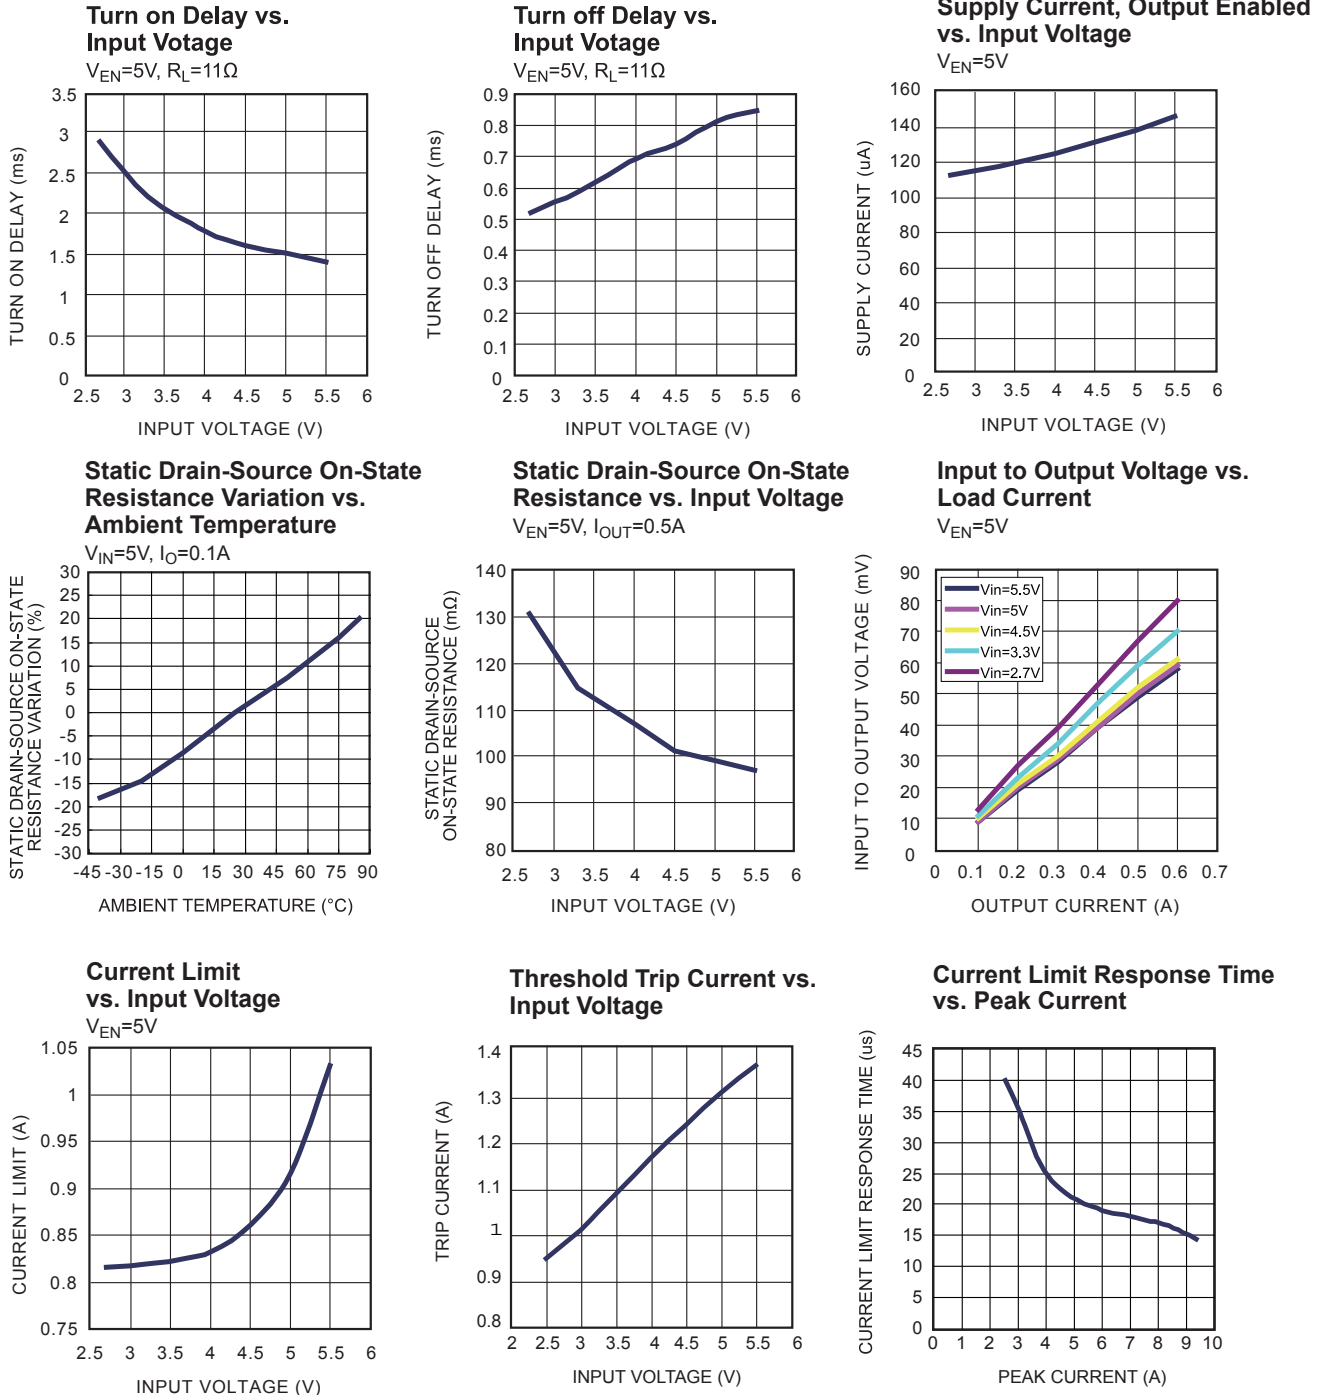 Turn on Delay vs.
Input Votage
VEN=5V, RL=11Ω
TURN ON DELAY (ms)
3.5
3
2.5
2
1.5
1
0.5
0
2.5 3 3.5 4 4.5 5 5.5 6
INPUT VOLTAGE (V)
Turn off Delay vs.
Input Votage
VEN=5V, RL=11Ω
TURN OFF DELAY (ms)
0.9
0.8
0.7
0.6
0.5
0.4
0.3
0.2
0.1
0
2.5 3 3.5 4 4.5 5 5.5 6
INPUT VOLTAGE (V)
Supply Current, Output Enabled
vs. Input Voltage
VEN=5V
SUPPLY CURRENT (uA)
160
140
120
100
80
60
40
20
0
2.5 3 3.5 4 4.5 5 5.5 6
INPUT VOLTAGE (V)
Static Drain-Source On-State
Resistance Variation vs.
Ambient Temperature
VIN=5V, IO=0.1A
STATIC DRAIN-SOURCE ON-STATE
RESISTANCE VARIATION (%)
30
25
20
15
10
5
0
-5
-10
-15
-20
-25
-30
-45 -30 -15 0 15 30 45 60 75 90
AMBIENT TEMPERATURE (°C)
Static Drain-Source On-State
Resistance vs. Input Voltage
VEN=5V, IOUT=0.5A
STATIC DRAIN-SOURCE
ON-STATE RESISTANCE (mΩ)
140
130
120
110
100
90
80
2.5 3 3.5 4 4.5 5 5.5 6
INPUT VOLTAGE (V)
Input to Output Voltage vs.
Load Current
VEN=5V
INPUT TO OUTPUT VOLTAGE (mV)
90
80
70
60
50
40
30
20
10
0
Vin=5.5V
Vin=5V
Vin=4.5V
Vin=3.3V
Vin=2.7V
0 0.1 0.2 0.3 0.4 0.5 0.6 0.7
OUTPUT CURRENT (A)
Current Limit
vs. Input Voltage
VEN=5V
CURRENT LIMIT (A)
1.05
1
0.95
0.9
0.85
0.8
0.75
2.5 3 3.5 4 4.5 5 5.5 6
INPUT VOLTAGE (V)
Threshold Trip Current vs.
Input Voltage
TRIP CURRENT (A)
1.4
1.3
1.2
1.1
1
0.9
0.8
2 2.5 3 3.5 4 4.5 5 5.5 6
INPUT VOLTAGE (V)
Current Limit Response Time
vs. Peak Current
CURRENT LIMIT RESPONSE TIME (us)
45
40
35
30
25
20
15
10
5
0
0 1 2 3 4 5 6 7 8 9 10
PEAK CURRENT (A)